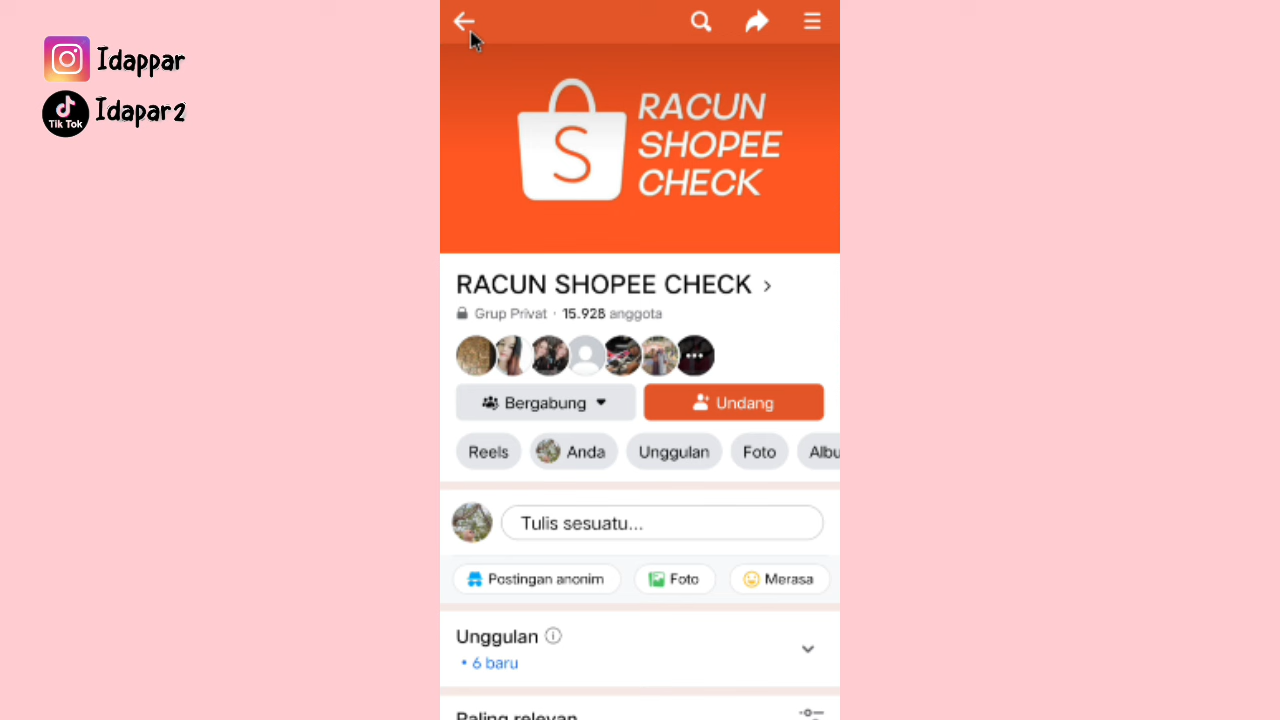 Idappar
Tik Tok
Idapar2
S
RACUN
SHOPEE
CHECK
RACUN SHOPEE CHECK
Grup Privat · 15.928 anggota
Bergabung
Undang
Reels
Anda
Unggulan
Foto
Albu
Tulis sesuatu...
Postingan anonim
Foto
Merasa
Unggulan
• 6 baru
Paling relevan